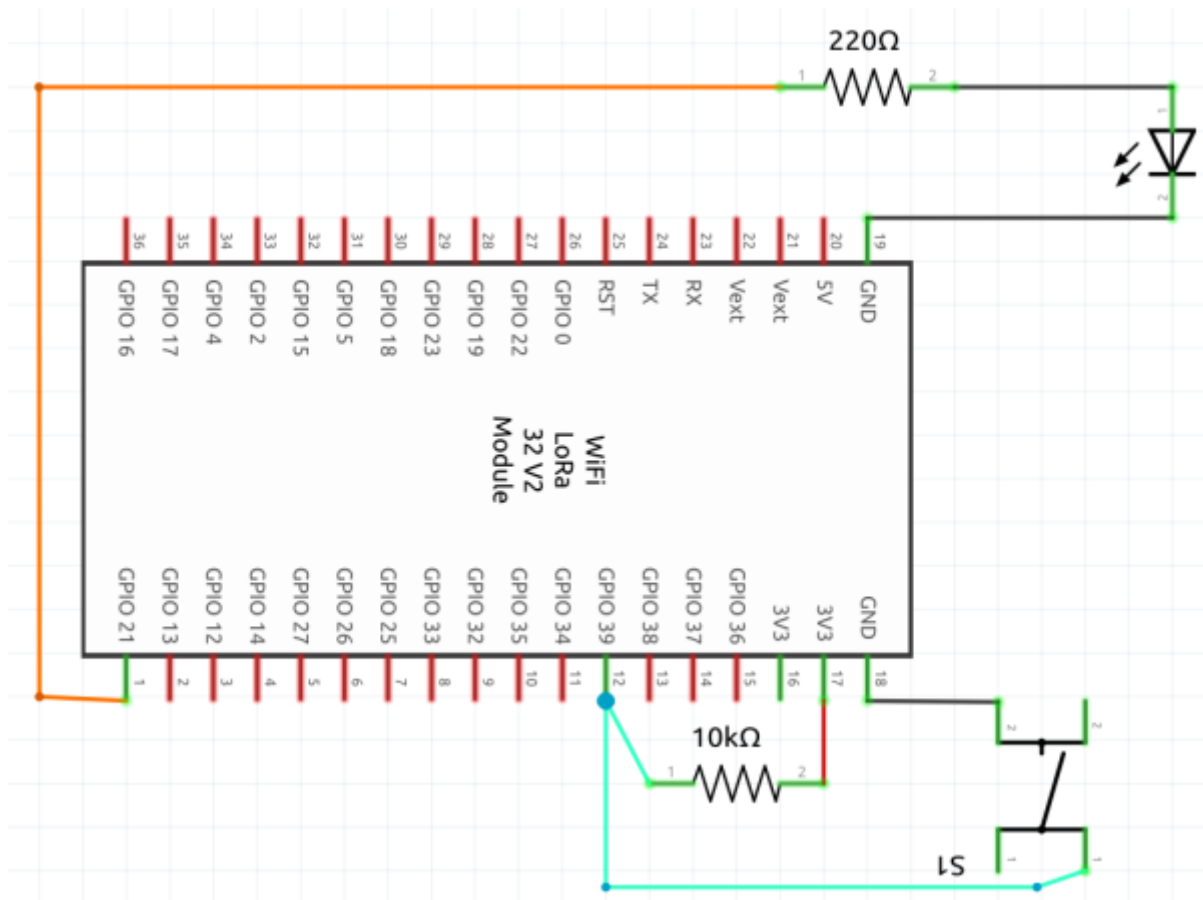 220Ω
1
2
1
2
36
35
34
33
32
31
30
29
28
27
26
25
24
23
22
21
20
19
GPIO 16
GPIO 17
GPIO 4
GPIO 2
GPIO 15
GPIO 5
GPIO 18
GPIO 23
GPIO 19
GPIO 22
GPIO 0
RST
TX
RX
Vext
Vext
5V
GND
WiFi
LoRa
32 V2
Module
GPIO 21
GPIO 13
GPIO 12
GPIO 14
GPIO 27
GPIO 26
GPIO 25
GPIO 33
GPIO 32
GPIO 35
GPIO 34
GPIO 39
GPIO 38
GPIO 37
GPIO 36
3V3
3V3
GND
1
2
3
4
5
6
7
8
9
10
11
12
13
14
15
16
17
18
10kΩ
1
2
2
2
S1
1
1